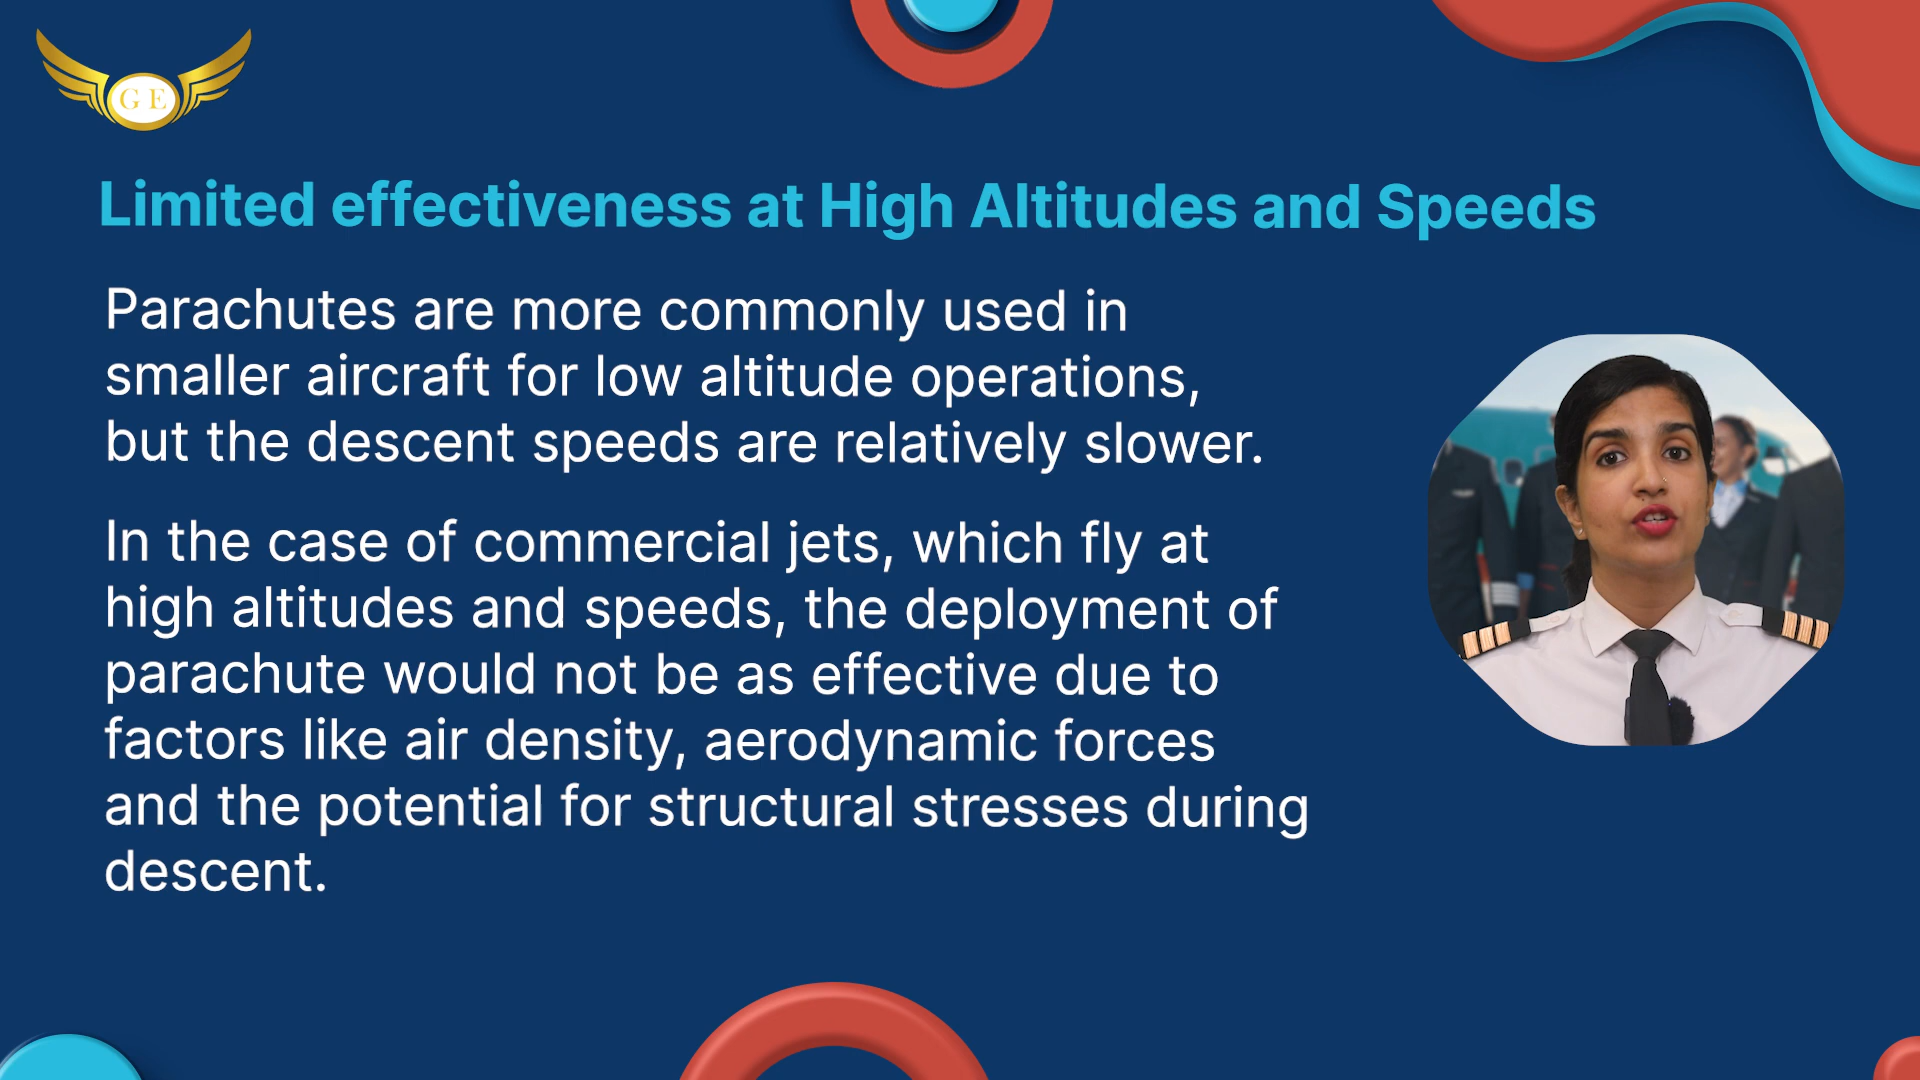 G E
Limited effectiveness at High Altitudes and Speeds
Parachutes are more commonly used in
smaller aircraft for low altitude operations,
but the descent speeds are relatively slower.
In the case of commercial jets, which fly at
high altitudes and speeds, the deployment of
parachute would not be as effective due to
factors like air density, aerodynamic forces
and the potential for structural stresses during
descent.